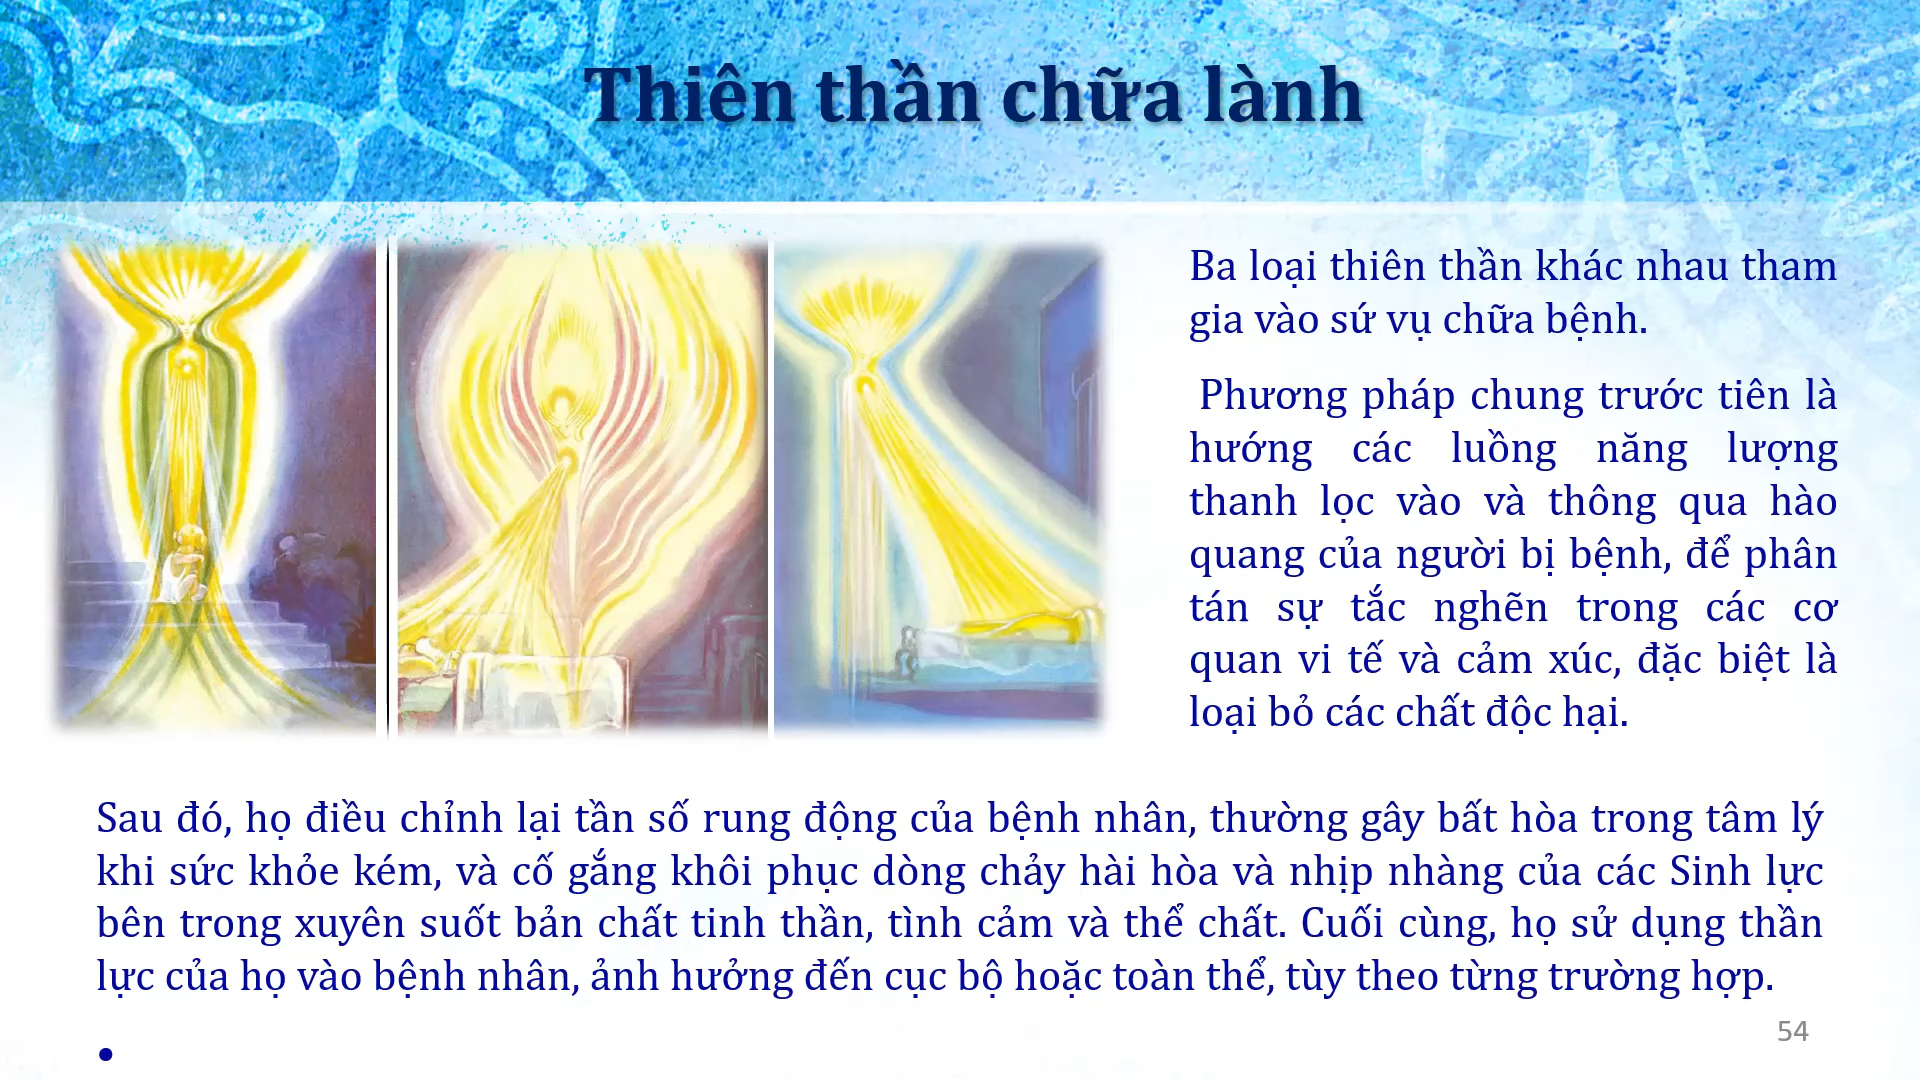 Thiên thần chữa lành
Ba loại thiên thần khác nhau tham
gia vào sứ vụ chữa bệnh.
Phương pháp chung trước tiên là
hướng các luồng năng lượng
thanh lọc vào và thông qua hào
quang của người bị bệnh, để phân
tán sự tắc nghẽn trong các cơ
quan vi tế và cảm xúc, đặc biệt là
loại bỏ các chất độc hại.
Sau đó, họ điều chỉnh lại tần số rung động của bệnh nhân, thường gây bất hòa trong tâm lý
khi sức khỏe kém, và cố gắng khôi phục dòng chảy hài hòa và nhịp nhàng của các Sinh lực
bên trong xuyên suốt bản chất tinh thần, tình cảm và thể chất. Cuối cùng, họ sử dụng thần
lực của họ vào bệnh nhân, ảnh hưởng đến cục bộ hoặc toàn thể, tùy theo từng trường hợp.
54
•